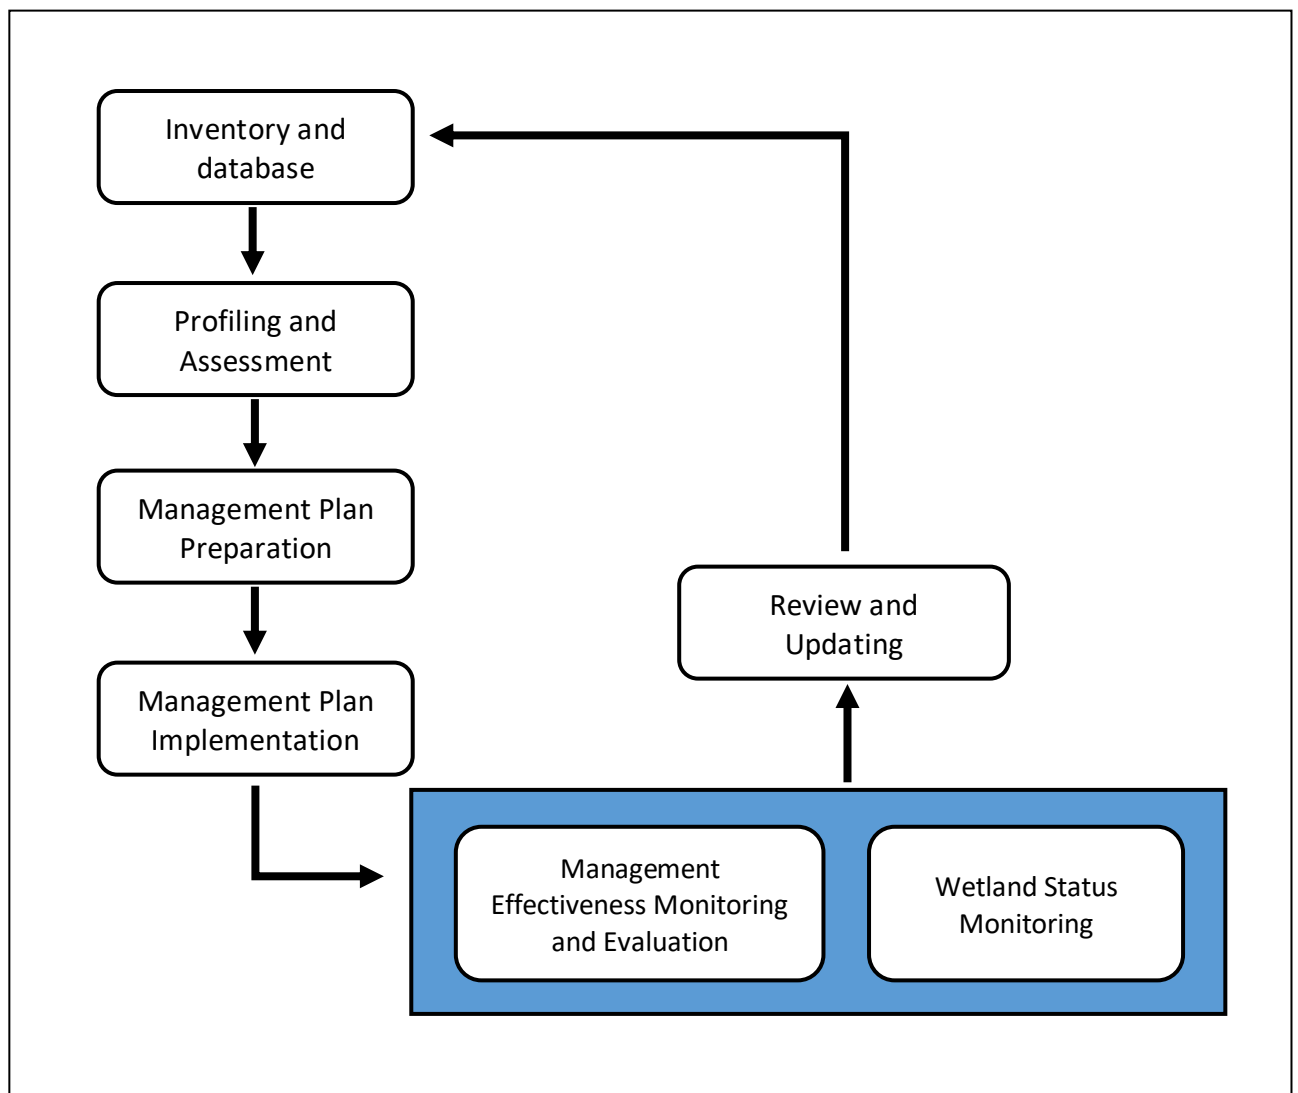 Inventory and
database
Profiling and
Assessment
Management Plan
Preparation
Management Plan
Implementation
Review and
Updating
Management
Effectiveness Monitoring
and Evaluation
Wetland Status
Monitoring